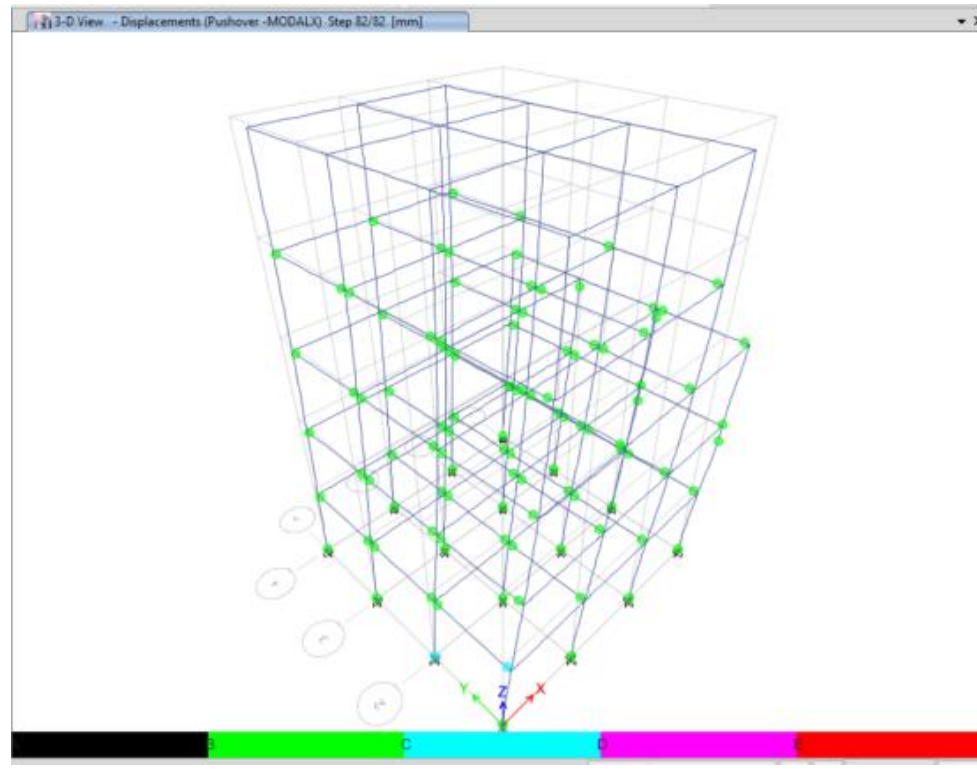 3-D View - Displacements (Pushover -MODALX) Step 82/82 [mm]
Y
Z
X
B
C
D
E